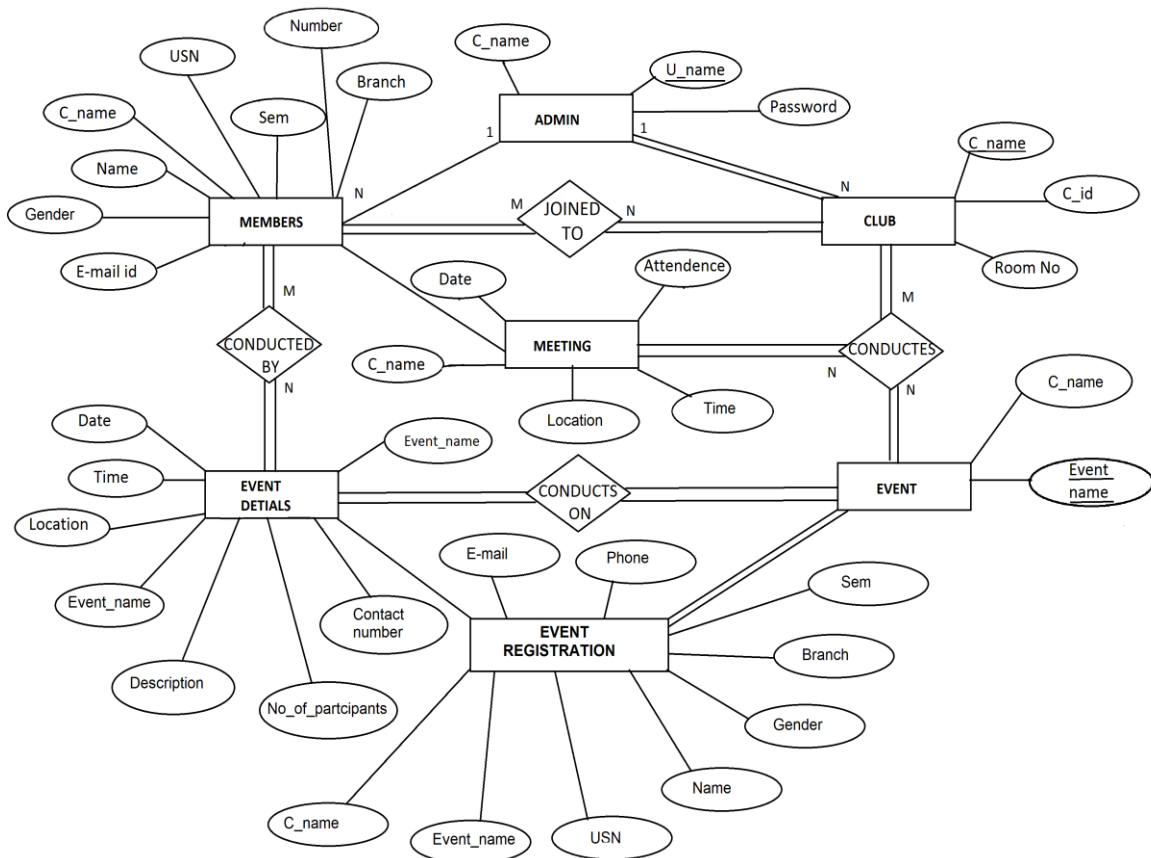 Number
C_name
USN
U_name
Branch
ADMIN
Password
C_name
Sem
1
1
C_name
Name
N
N
C_id
M
JOINED
TO
N
Gender
MEMBERS
CLUB
E-mail id
Date
Attendence
Room No
M
M
CONDUCTED
BY
MEETING
CONDUCTES
C_name
N
N
N
C_name
Location
Time
Date
Event_name
Time
EVENT
DETIALS
CONDUCTS
ON
EVENT
Event
name
Location
E-mail
Phone
Sem
Event_name
Contact
number
EVENT
REGISTRATION
Branch
Description
No_of_partcipants
Gender
Name
C_name
Event_name
USN